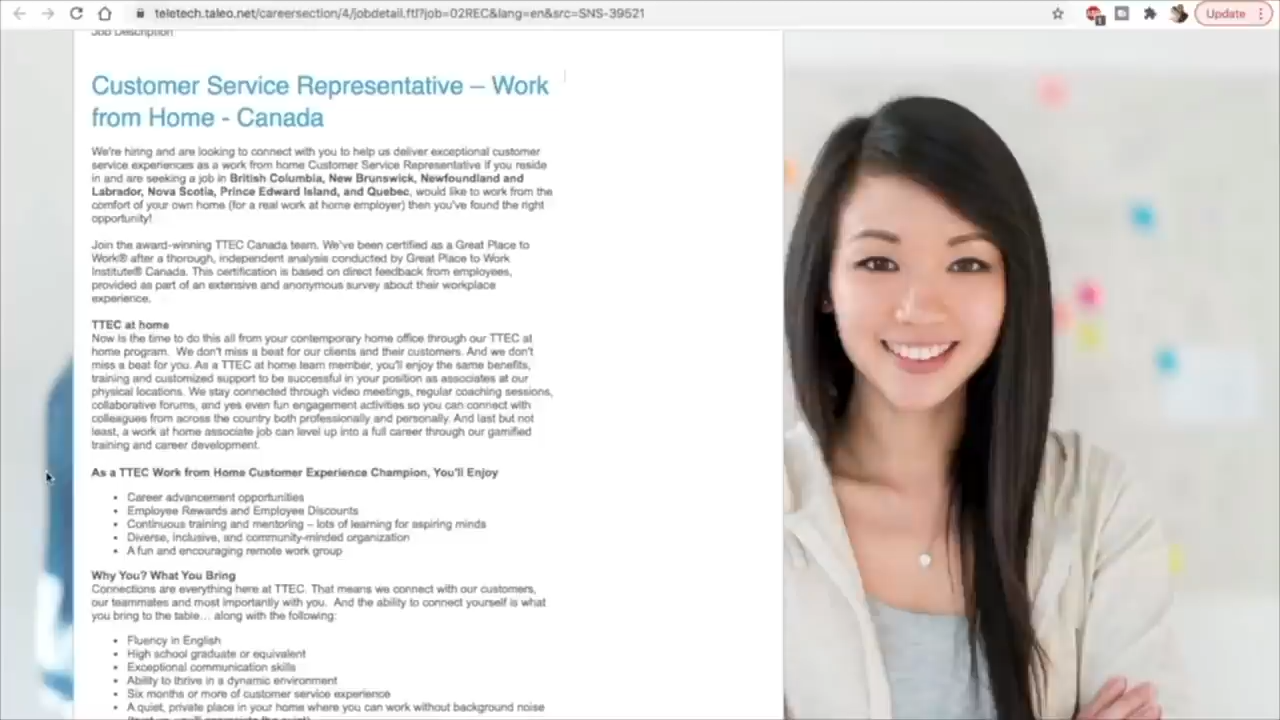 teletech.taleo.net/careersection/4/jobdetail.ftl?job=02REC&lang=en&src=SNS-39521
Update
Job Description
Customer Service Representative – Work
from Home - Canada
We're hiring and are looking to connect with you to help us deliver exceptional customer
service experiences as a work from home Customer Service Representative if you reside
in and are seeking a job in British Columbia, New Brunswick, Newfoundland and
Labrador, Nova Scotia, Prince Edward Island, and Quebec, would like to work from the
comfort of your own home (for a real work at home employer) then you've found the right
opportunity!
Join the award-winning TTEC Canada team. We've been certified as a Great Place to
Work® after a thorough, independent analysis conducted by Great Place to Work
Institute® Canada. This certification is based on direct feedback from employees,
provided as part of an extensive and anonymous survey about their workplace
experience.
TTEC at home
Now is the time to do this all from your contemporary home office through our TTEC at
home program. We don't miss a beat for our clients and their customers. And we don't
miss a beat for you. As a TTEC at home team member, you'll enjoy the same benefits,
training and customized support to be successful in your position as associates at our
physical locations. We stay connected through video meetings, regular coaching sessions,
collaborative forums, and yes even fun engagement activities so you can connect with
colleagues from across the country both professionally and personally. And last but not
least, a work at home associate job can level up into a full career through our gamified
training and career development.
As a TTEC Work from Home Customer Experience Champion, You'll Enjoy
• Career advancement opportunities
• Employee Rewards and Employee Discounts
• Continuous training and mentoring – lots of learning for aspiring minds
• Diverse, inclusive, and community-minded organization
• A fun and encouraging remote work group
Why You? What You Bring
Connections are everything here at TTEC. That means we connect with our customers,
our teammates and most importantly with you. And the ability to connect yourself is what
you bring to the table… along with the following:
• Fluency in English
• High school graduate or equivalent
• Exceptional communication skills
• Ability to thrive in a dynamic environment
• Six months or more of customer service experience
• A quiet, private place in your home where you can work without background noise